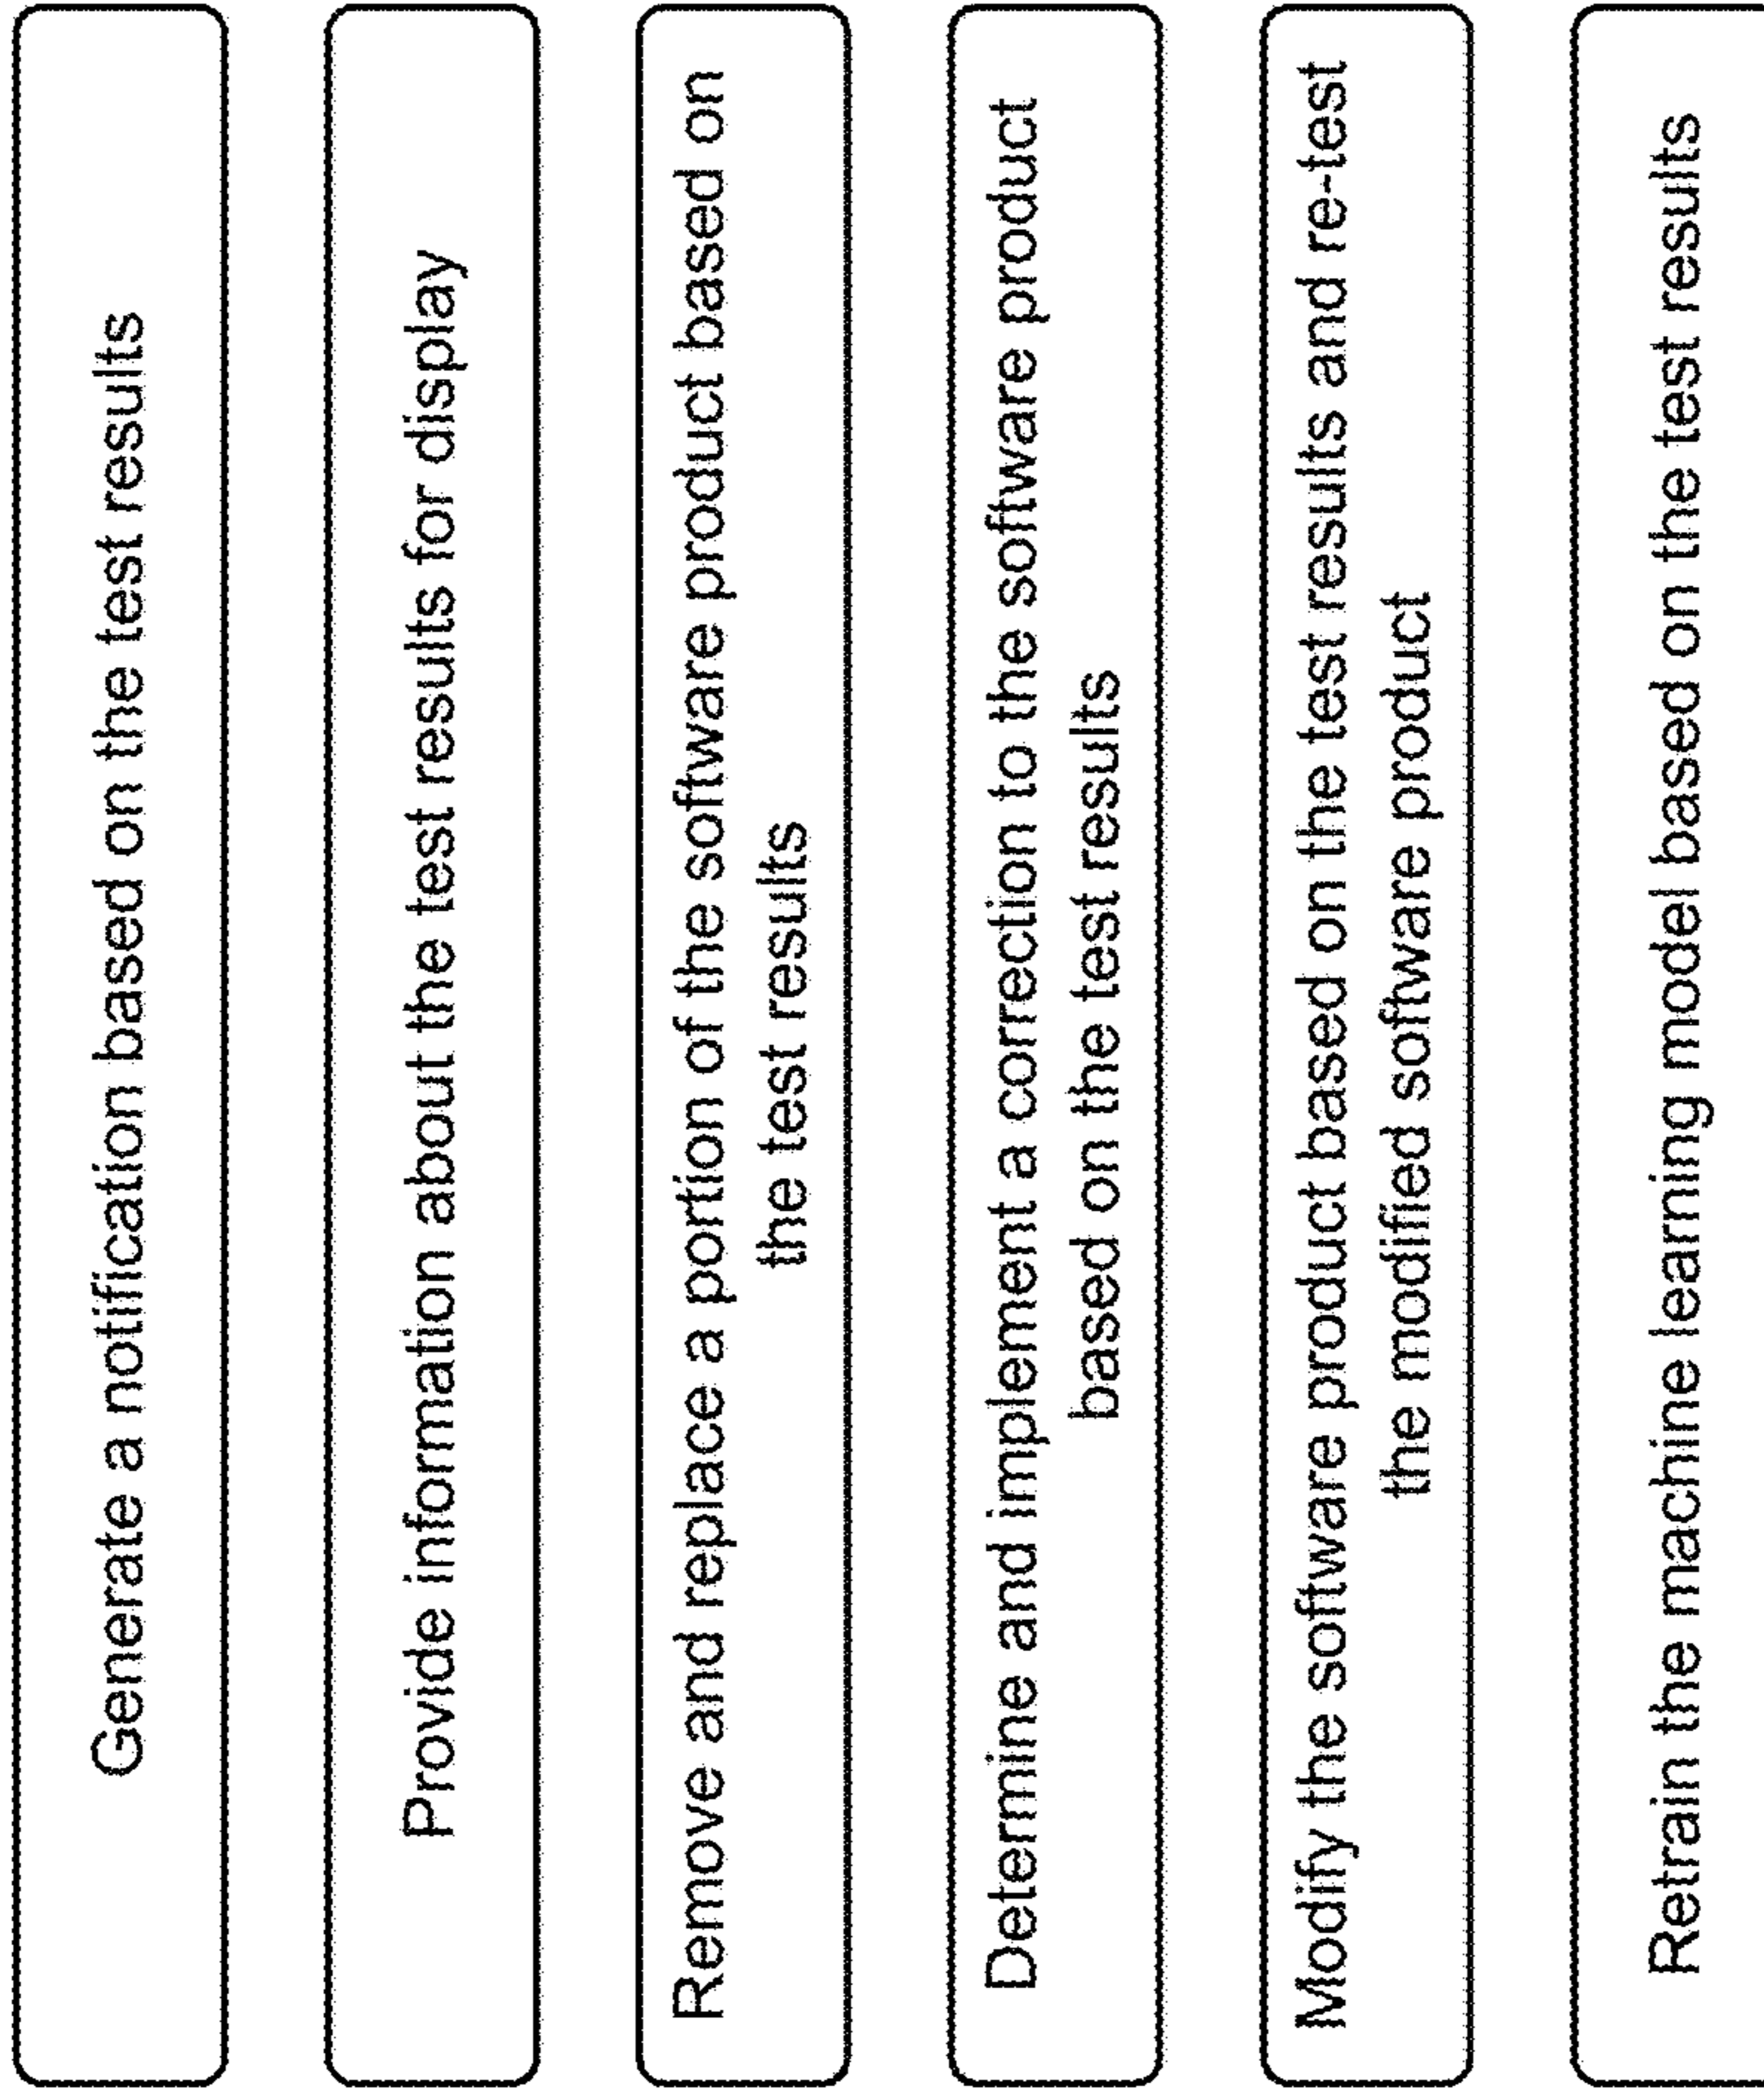 Generate a notification based on the test results
Provide information about the test results for display
Remove and replace a portion of the software product based on
the test results
Determine and implement a correction to the software product
based on the test results
Modify the software product based on the test results and re-test
the modified software product
Retrain the machine learning model based on the test results